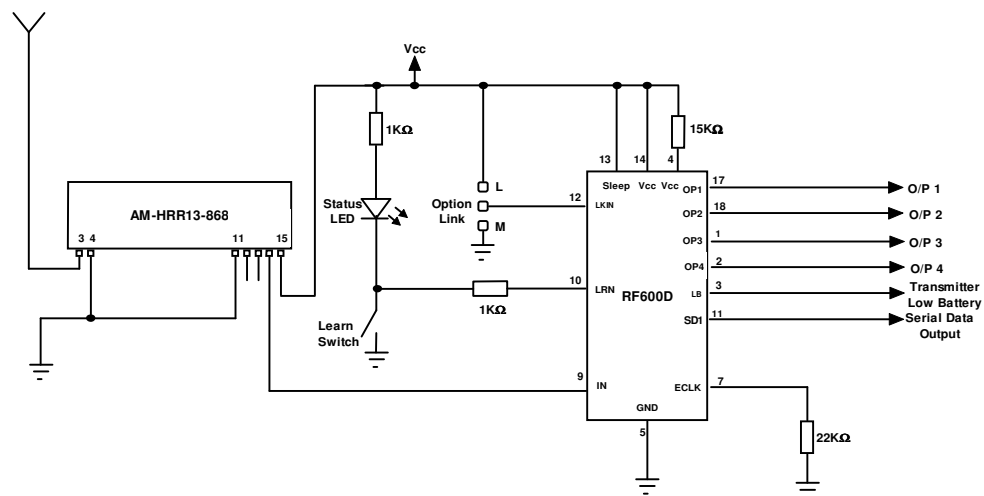 Vcc
1KΩ
15KΩ
13
14
4
Sleep
Vcc
Vcc
OP1
17
O/P 1
L
Option
Link
M
12
LKIN
OP2
18
O/P 2
AM-HRR13-868
Status
LED
3
4
11
15
OP3
1
O/P 3
OP4
2
O/P 4
10
LRN
RF600D
LB
3
Transmitter
Low Battery
1KΩ
SD1
11
Serial Data
Output
Learn
Switch
9
IN
ECLK
7
GND
5
22KΩ